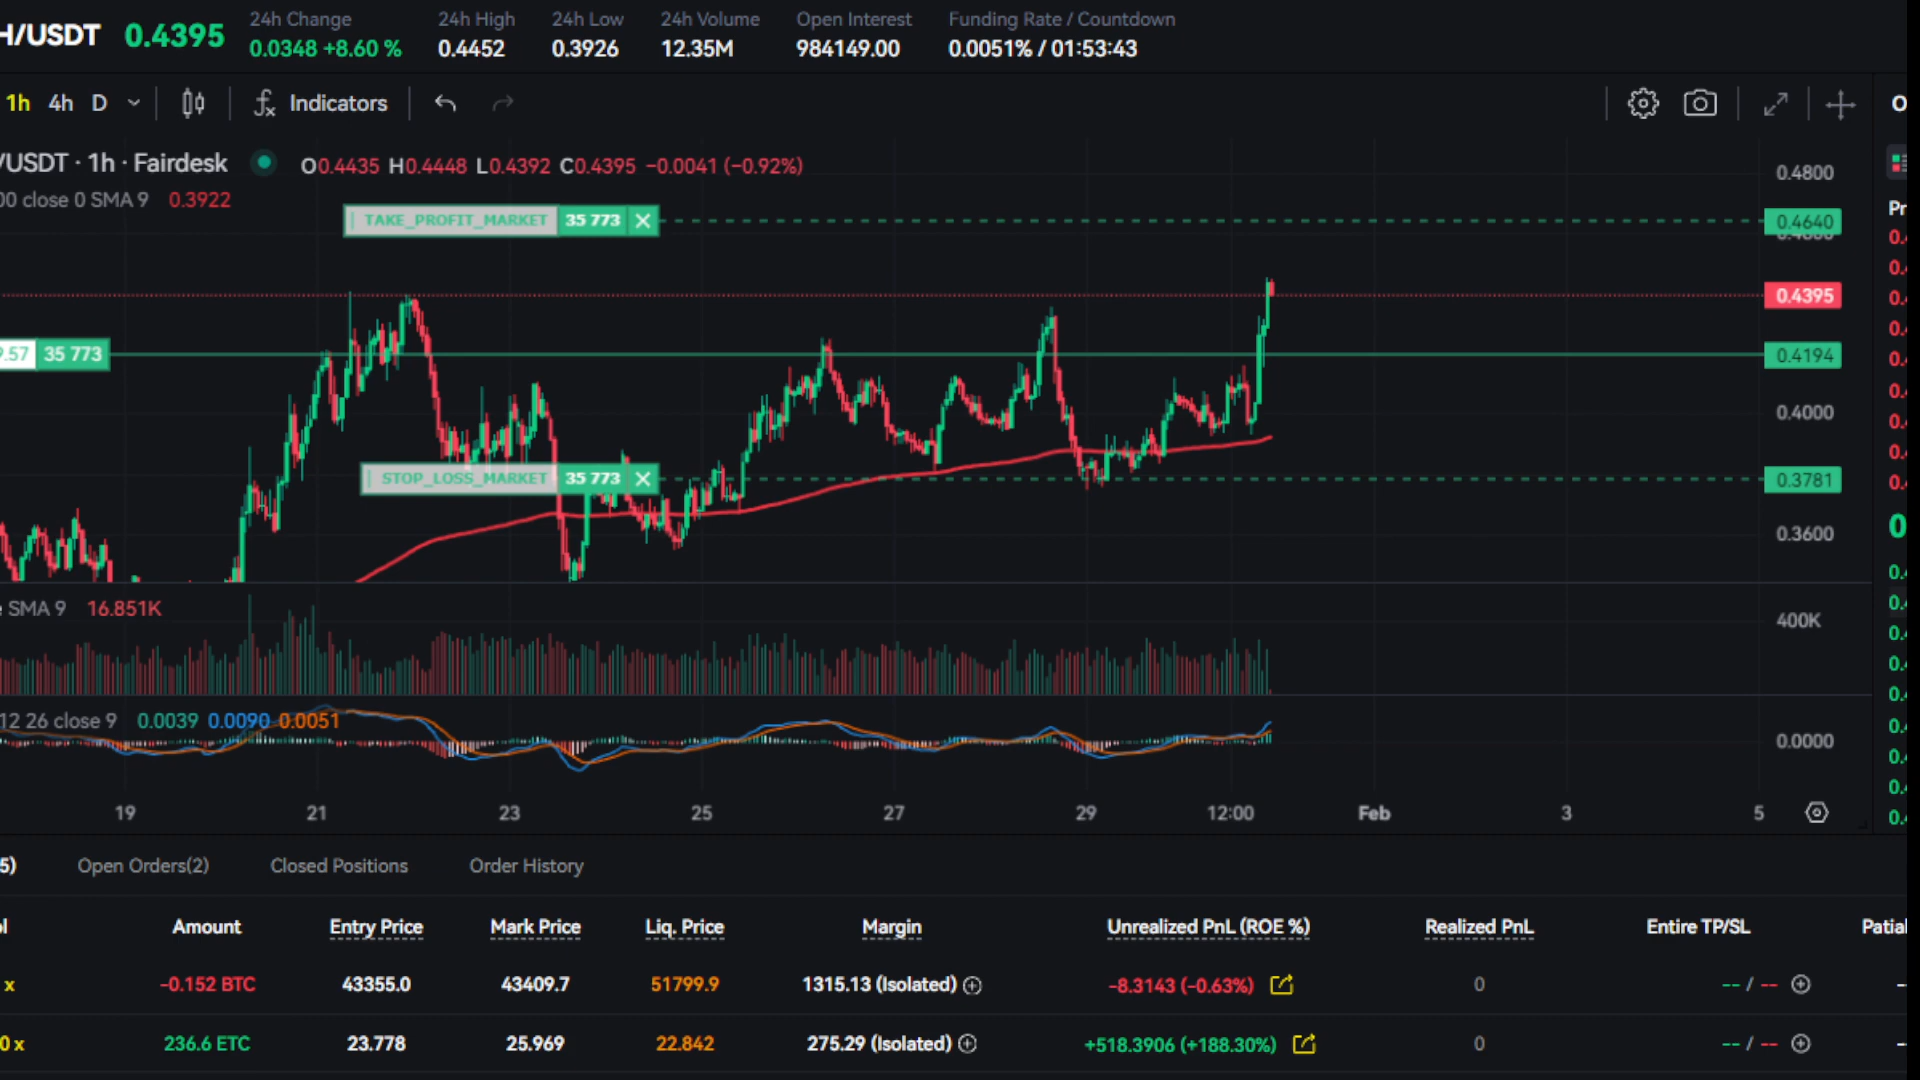 H/USDT 0.4395
24h Change 24h High 24h Low 24h Volume Open Interest Funding Rate / Countdown
0.0348 +8.60 % 0.4452 0.3926 12.35M 984149.00 0.0051% / 01:53:43
1h 4h D Indicators
/USDT · 1h · Fairdesk O0.4435 H0.4448 L0.4392 C0.4395 −0.0041 (−0.92%)
00 close 0 SMA 9 0.3922
0.4800
TAKE_PROFIT_MARKET 35 773 0.4640
0.4395
9.57 35 773 0.4194
0.4000
STOP_LOSS_MARKET 35 773 0.3781
0.3600
SMA 9 16.851K
400K
12 26 close 9 0.0039 0.0090 0.0051
0.0000
19 21 23 25 27 29 12:00 Feb 3 5
5) Open Orders(2) Closed Positions Order History
Amount Entry Price Mark Price Liq. Price Margin Unrealized PnL (ROE %) Realized PnL Entire TP/SL Patial
x -0.152 BTC 43355.0 43409.7 51799.9 1315.13 (Isolated) -8.3143 (-0.63%) 0 -- / --
0 x 236.6 ETC 23.778 25.969 22.842 275.29 (Isolated) +518.3906 (+188.30%) 0 -- / --